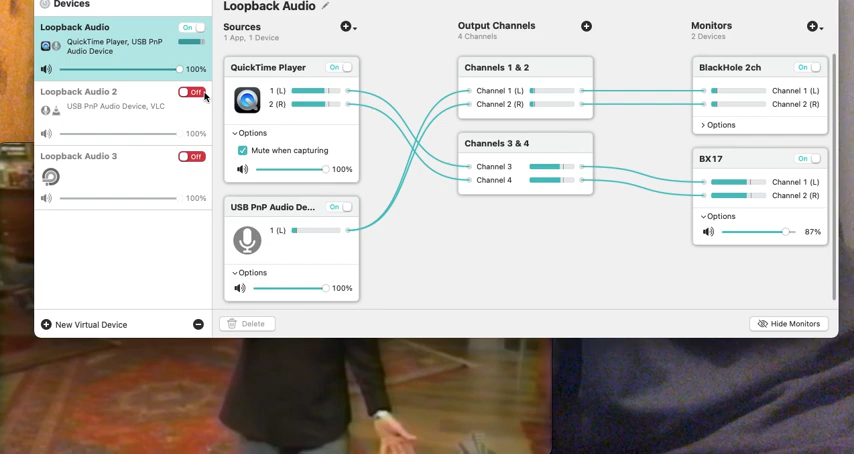 Devices
Loopback Audio
On
QuickTime Player, USB PnP
Audio Device
100%
Loopback Audio 2
Off
USB PnP Audio Device, VLC
100%
Loopback Audio 3
Off
100%
New Virtual Device
Loopback Audio
Sources
1 App, 1 Device
QuickTime Player
On
1 (L)
2 (R)
Options
Mute when capturing
100%
USB PnP Audio De...
On
1 (L)
Options
100%
Output Channels
4 Channels
Channels 1 & 2
Channel 1 (L)
Channel 2 (R)
Channels 3 & 4
Channel 3
Channel 4
Monitors
2 Devices
BlackHole 2ch
On
Channel 1 (L)
Channel 2 (R)
Options
BX17
On
Channel 1 (L)
Channel 2 (R)
Options
87%
Delete
Hide Monitors